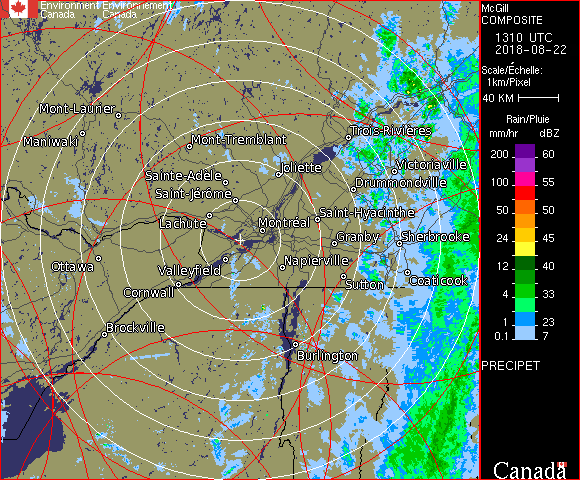 Environment Environnement
Canada Canada
McGill
COMPOSITE
1310 UTC
2018-08-22
Scale/Échelle:
1km/Pixel
40 KM
Rain/Pluie
mm/hr dBZ
200 60
100 55
50 50
24 45
12 40
4 33
1 23
0.1 7
PRECIPET
Canada
Mont-Laurier
Maniwaki
Mont-Tremblant
Trois-Rivières
Sainte-Adèle
Joliette
Victoriaville
Saint-Jérôme
Drummondville
Lachute
Montréal
Saint-Hyacinthe
Granby
Sherbrooke
Ottawa
Valleyfield
Napierville
Cornwall
Sutton
Coaticook
Brockville
Burlington